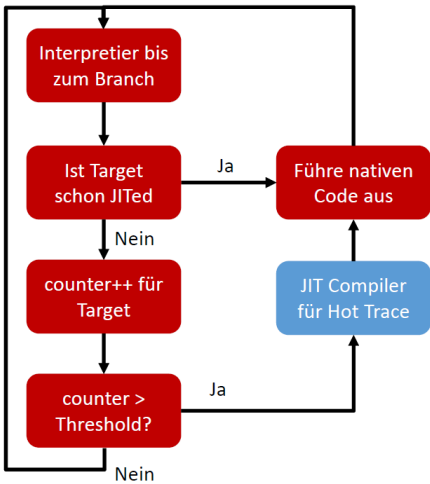 Interpretier bis
zum Branch
Ist Target
schon JITed
Ja
Führe nativen
Code aus
Nein
counter++ für
Target
JIT Compiler
für Hot Trace
counter >
Threshold?
Ja
Nein